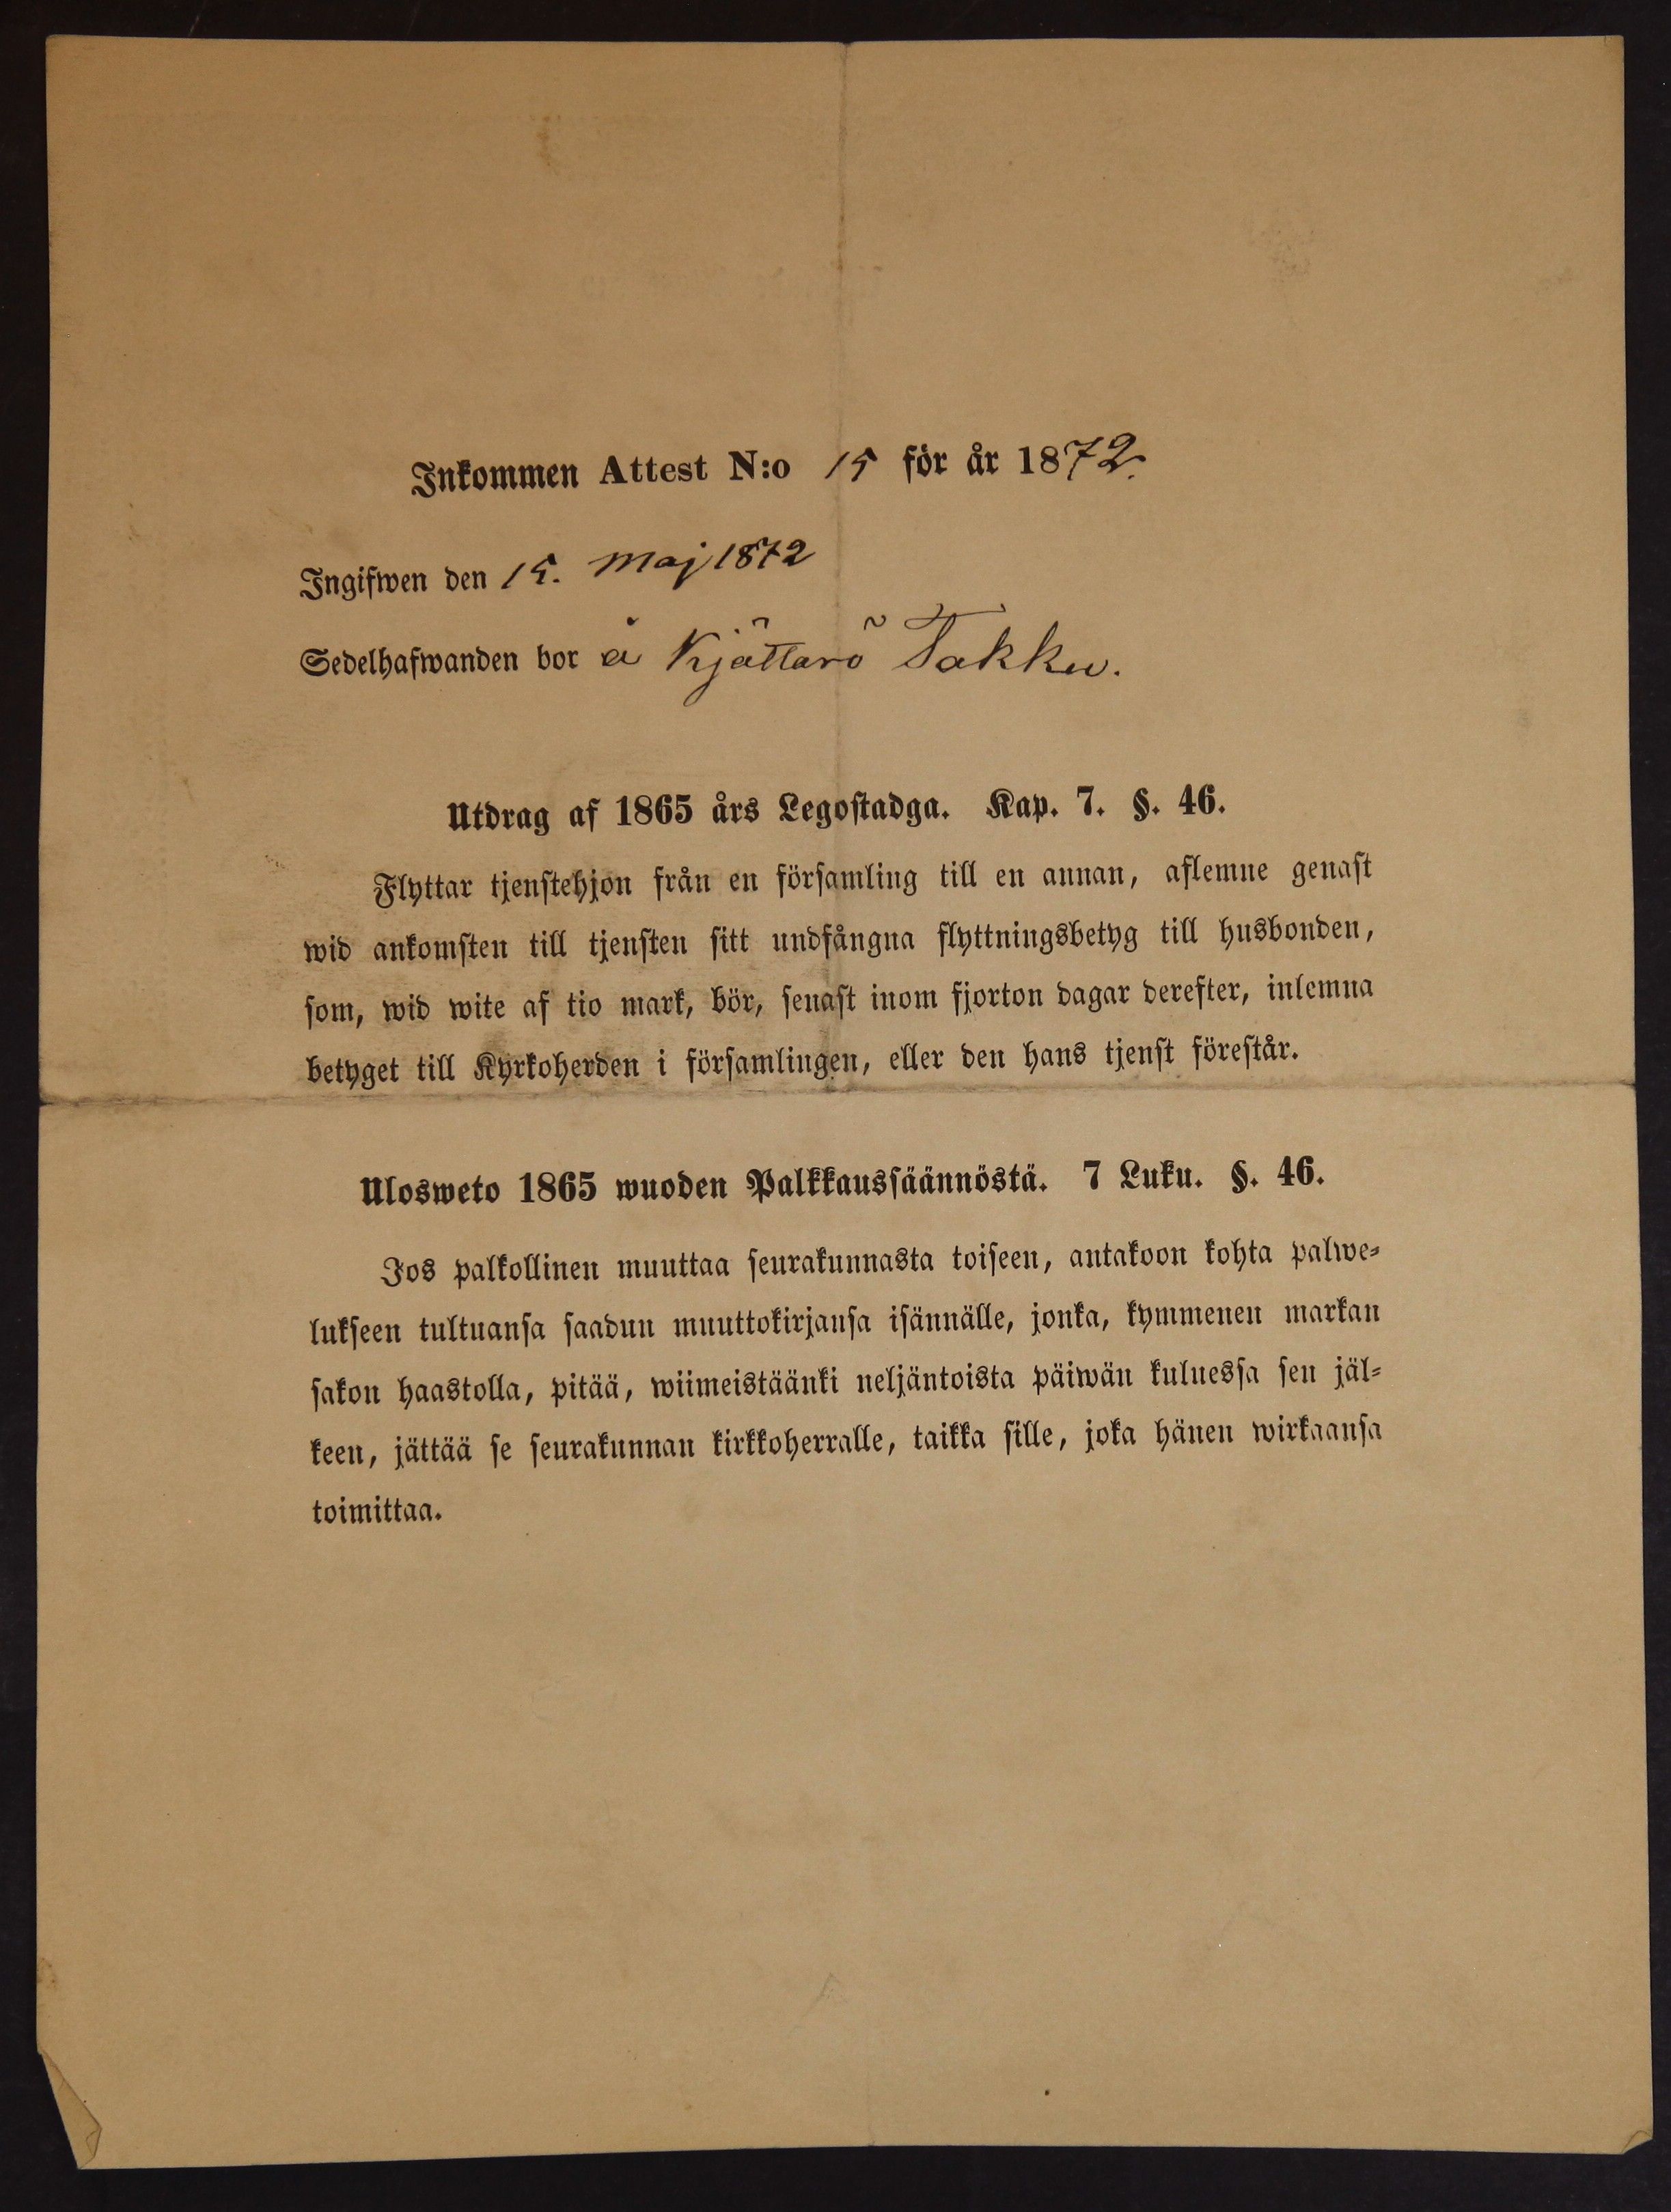 Inkommen Attest N:o 15 för år 1872.
Ingifwen den 15. Maj 1872
Sedelhafwanden bor å Kjättarö Takku.
Utdrag af 1865 års Legostadga. Kap. 7. §. 46.
Flyttar tjenstehjon från en församling till en annan, aflemne genast
wid ankomsten till tjensten sitt undfångna flyttningsbetyg till husbonden,
som, wid wite af tio mark, bör, senast inom fjorton dagar derefter, inlemna
betyget till Kyrkoherden i församlingen, eller den hans tjenst förestår.
Ulosweto 1865 wuoden Palkkaussäännöstä. 7 Luku. §. 46.
Jos palkollinen muuttaa seurakunnasta toiseen, antakoon kohta palwe-
lukseen tultuansa saadun muuttokirjansa isännälle, jonka, kymmenen markan
sakon haastolla, pitää, wiimeistäänki neljäntoista päiwän kuluessa sen jäl-
keen, jättää se seurakunnan kirkkoherralle, taikka sille, joka hänen wirkaansa
toimittaa.